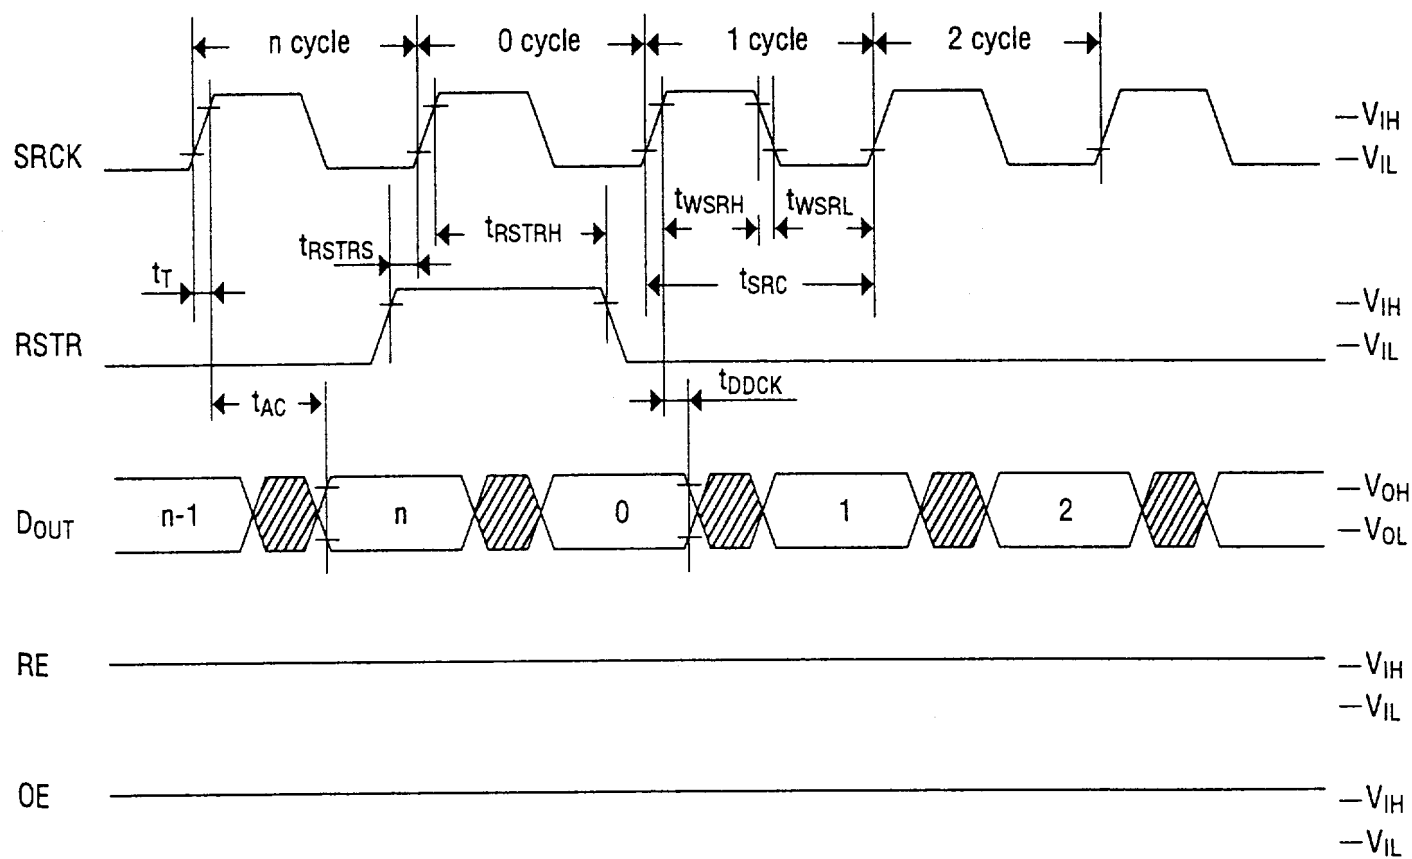 n cycle 0 cycle 1 cycle 2 cycle
SRCK
VIH
VIL
tWSRH tWSRL
tRSTRS tRSTRH
tT tSRC
RSTR
VIH
VIL
tAC tDDCK
DOUT n-1 n 0 1 2
VOH
VOL
RE
VIH
VIL
OE
VIH
VIL